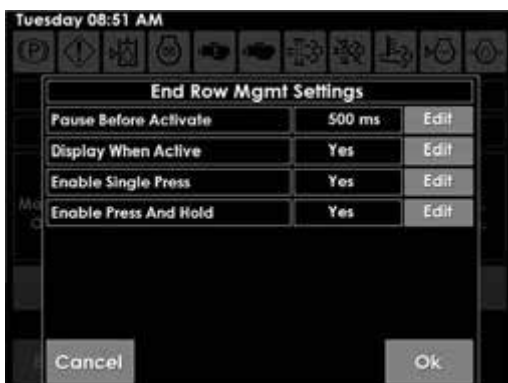 Tuesday 08:51 AM
End Row Mgmt Settings
Pause Before Activate 500 ms Edit
Display When Active Yes Edit
Enable Single Press Yes Edit
Enable Press And Hold Yes Edit
Cancel Ok